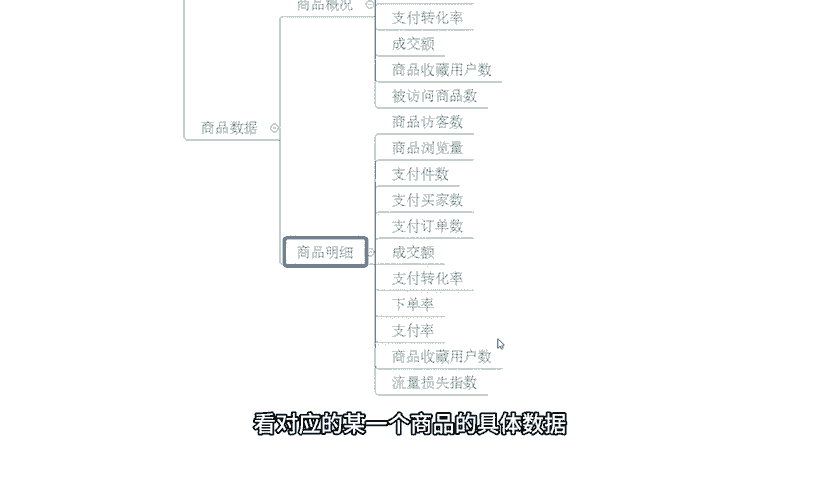 商品概况
支付转化率
成交额
商品收藏用户数
被访问商品数
商品数据
商品访客数
商品浏览量
支付件数
支付买家数
支付订单数
商品明细
成交额
支付转化率
下单率
支付率
商品收藏用户数
流量损失指数
看对应的某一个商品的具体数据